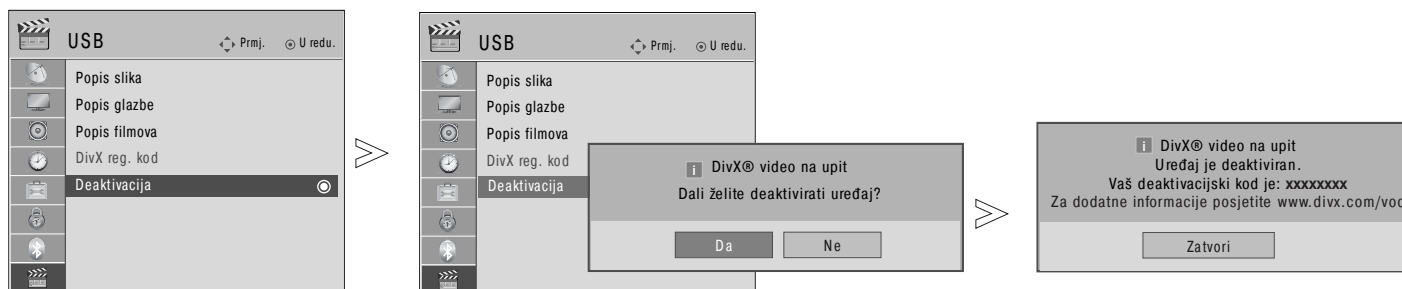 USB
Prmj.
U redu.
Popis slika
Popis glazbe
Popis filmova
DivX reg. kod
Deaktivacija
USB
Prmj.
U redu.
Popis slika
Popis glazbe
Popis filmova
DivX reg. kod
Deaktivacija
i DivX® video na upit
Dali želite deaktivirati uređaj?
Da
Ne
i DivX® video na upit
Uređaj je deaktiviran.
Vaš deaktivacijski kod je: xxxxxxxx
Za dodatne informacije posjetite www.divx.com/vod
Zatvori